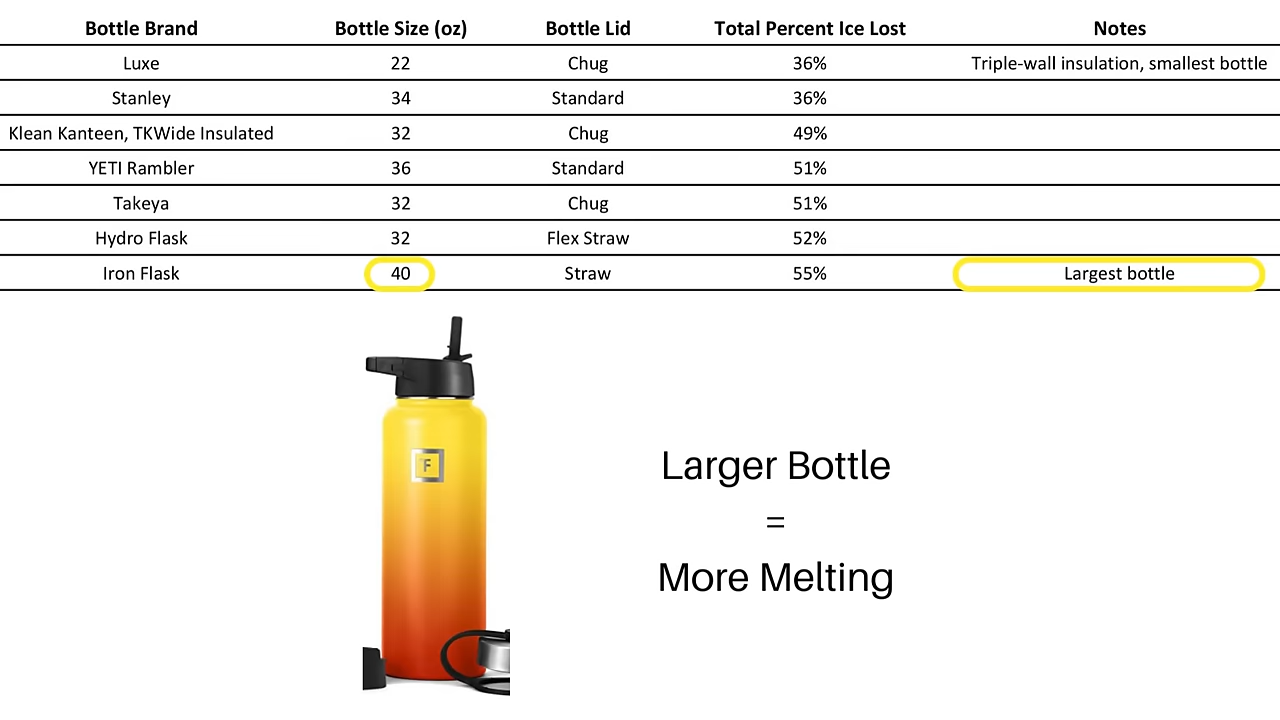 Bottle Brand Bottle Size (oz) Bottle Lid Total Percent Ice Lost Notes
Luxe 22 Chug 36% Triple-wall insulation, smallest bottle
Stanley 34 Standard 36%
Klean Kanteen, TKWide Insulated 32 Chug 49%
YETI Rambler 36 Standard 51%
Takeya 32 Chug 51%
Hydro Flask 32 Flex Straw 52%
Iron Flask 40 Straw 55% Largest bottle
F
Larger Bottle
=
More Melting